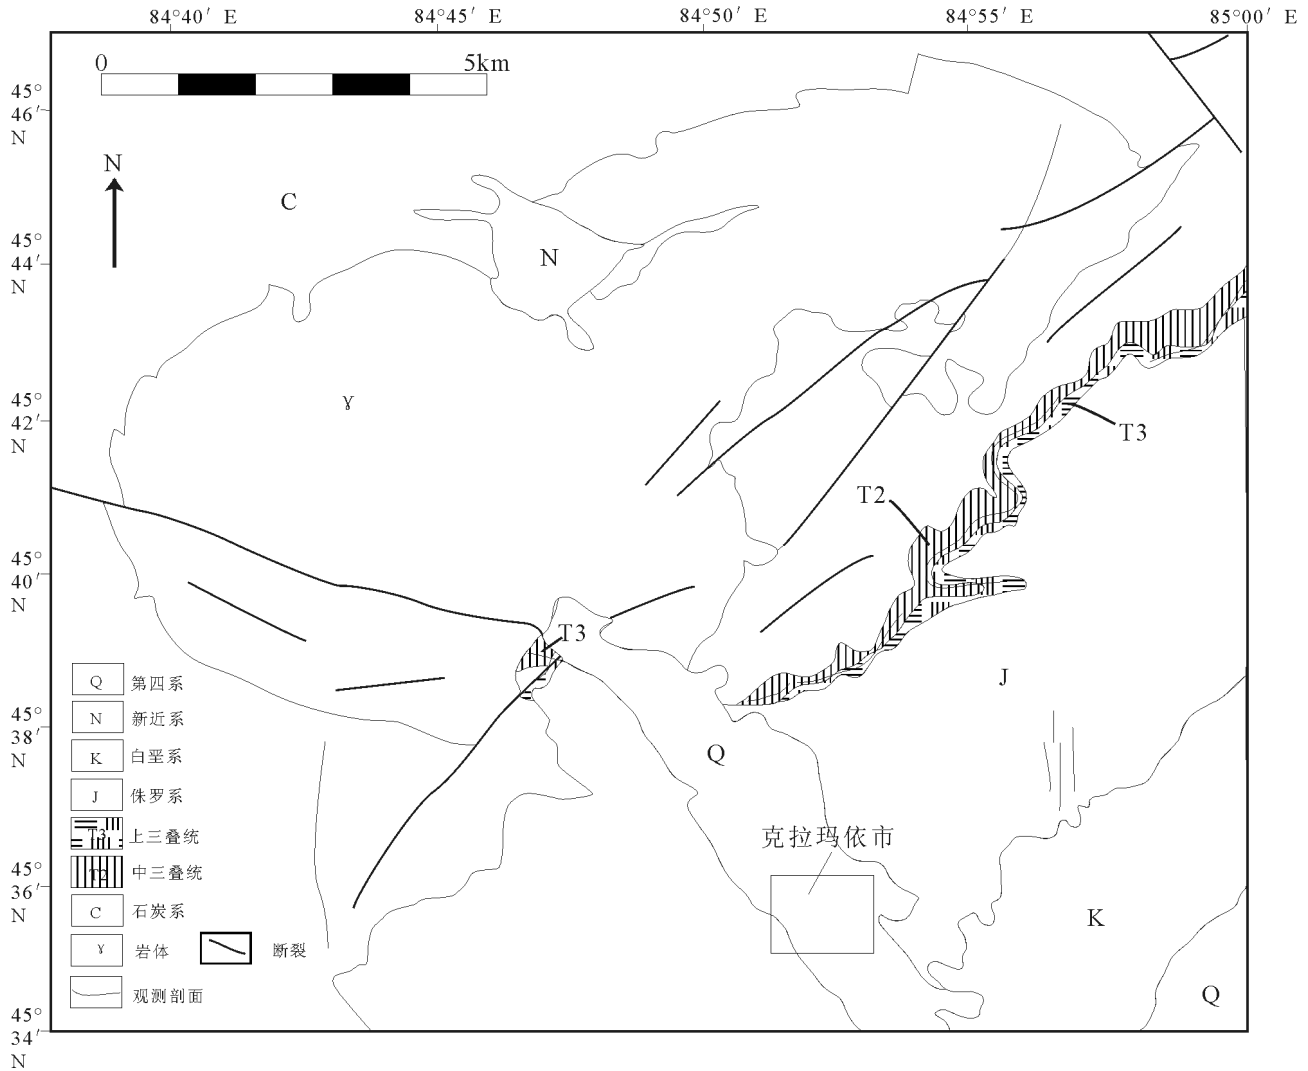 84°40′ E
84°45′ E
84°50′ E
84°55′ E
85°00′ E
0
5km
45°
46′
N
N
C
45°
44′
N
N
45°
42′
N
γ
T3
T2
45°
40′
N
T3
J
Q
第四系
N
新近系
45°
38′
N
Q
K
白垩系
J
侏罗系
T3
上三叠统
克拉玛依市
T2
中三叠统
45°
36′
N
C
石炭系
K
γ
岩体
断裂
观测剖面
Q
45°
34′
N